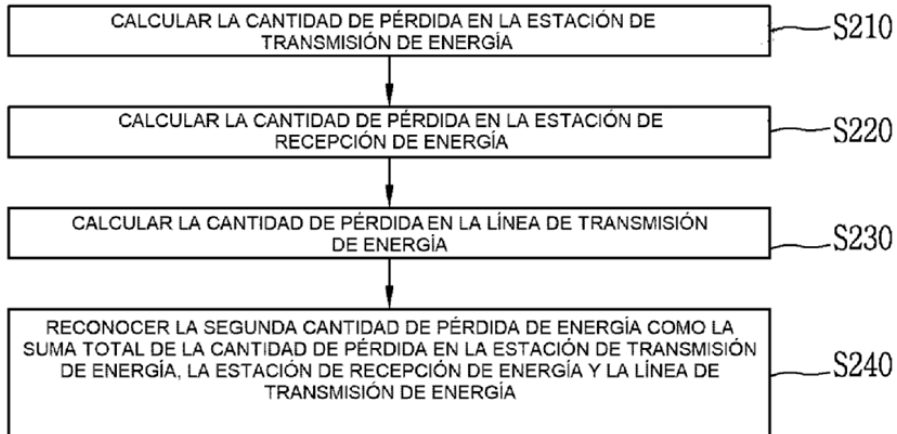 CALCULAR LA CANTIDAD DE PÉRDIDA EN LA ESTACIÓN DE
TRANSMISIÓN DE ENERGÍA
S210
CALCULAR LA CANTIDAD DE PÉRDIDA EN LA ESTACIÓN DE
RECEPCIÓN DE ENERGÍA
S220
CALCULAR LA CANTIDAD DE PÉRDIDA EN LA LÍNEA DE TRANSMISIÓN
DE ENERGÍA
S230
RECONOCER LA SEGUNDA CANTIDAD DE PÉRDIDA DE ENERGÍA COMO LA
SUMA TOTAL DE LA CANTIDAD DE PÉRDIDA EN LA ESTACIÓN DE TRANSMISIÓN
DE ENERGÍA, LA ESTACIÓN DE RECEPCIÓN DE ENERGÍA Y LA LÍNEA DE
TRANSMISIÓN DE ENERGÍA
S240